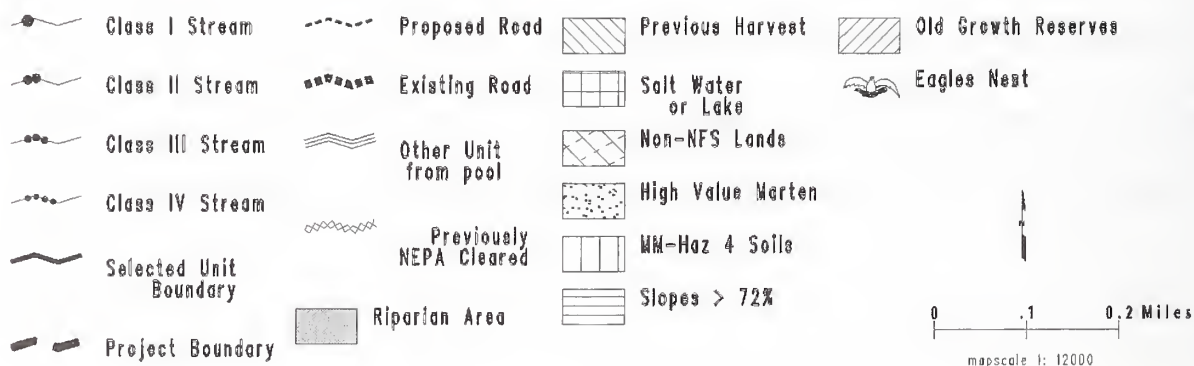 Class I Stream
Class II Stream
Class III Stream
Class IV Stream
Selected Unit
Boundary
Project Boundary
Proposed Road
Existing Road
Other Unit
from pool
Previously
NEPA Cleared
Riparian Area
Previous Harvest
Salt Water
or Lake
Non-NFS Lands
High Value Marten
MM-Haz 4 Soils
Slopes > 72%
Old Growth Reserves
Eagles Nest
0 .1 0.2 Miles
mapscale 1: 12000